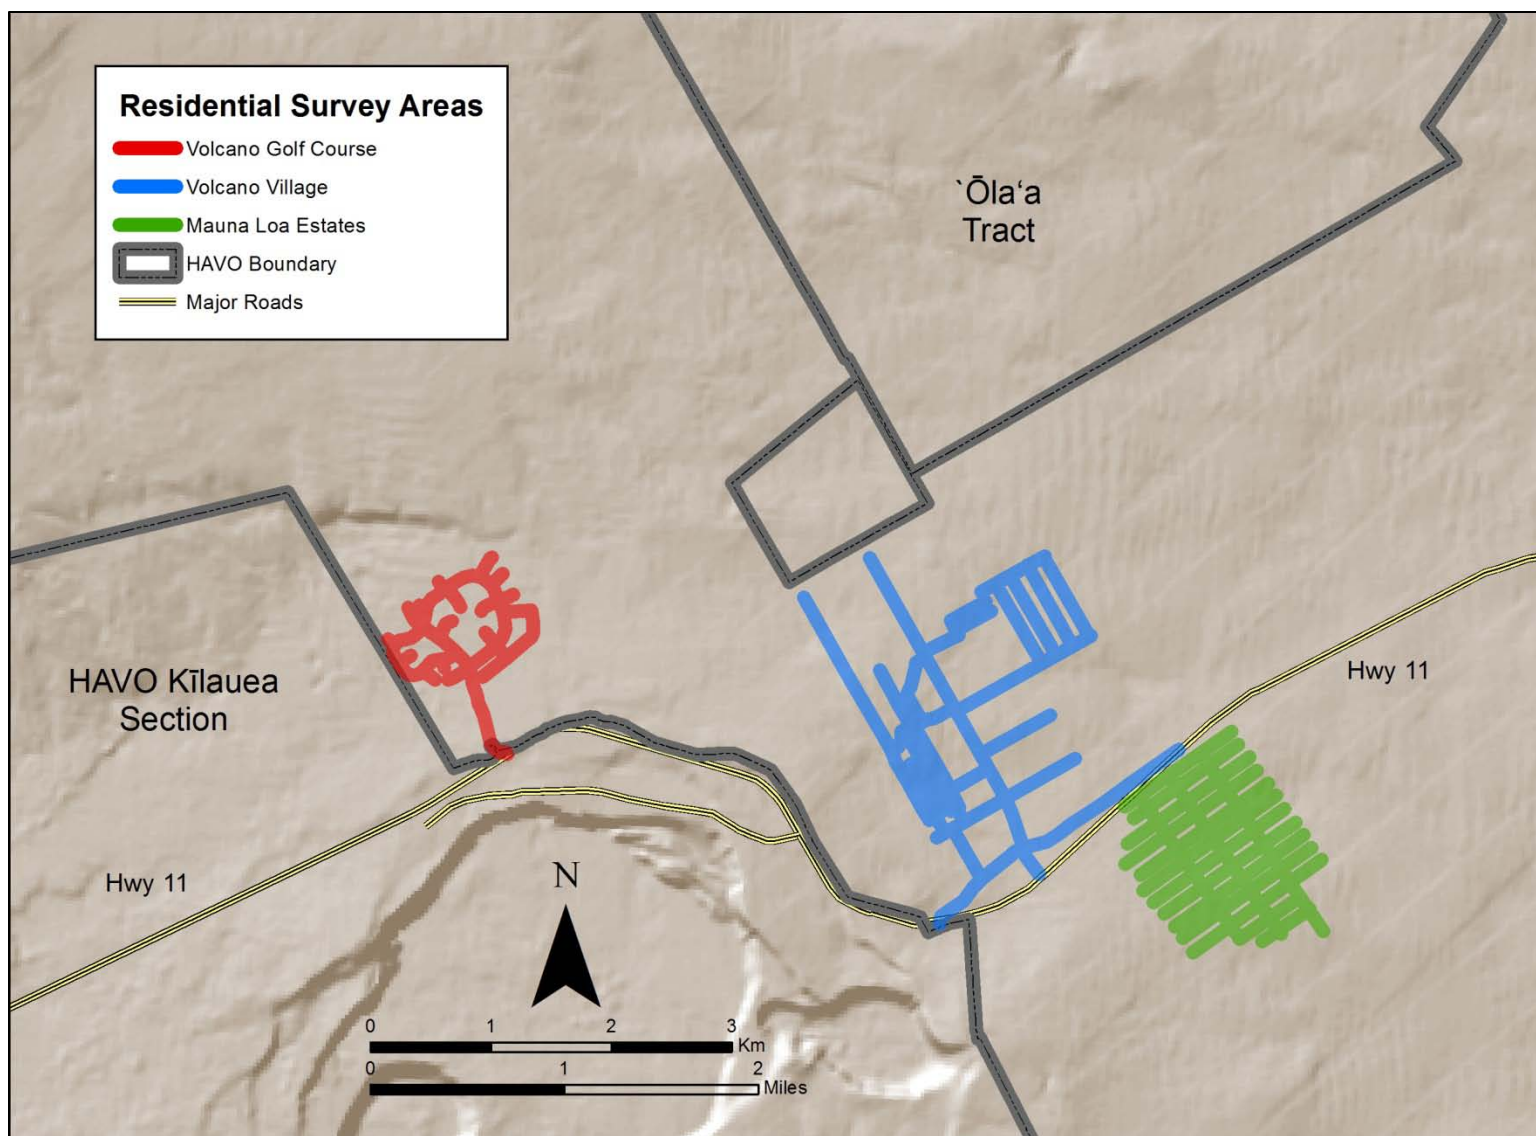 Residential Survey Areas
Volcano Golf Course
Volcano Village
Mauna Loa Estates
HAVO Boundary
Major Roads
`Ōla‘a
Tract
HAVO Kīlauea
Section
Hwy 11
Hwy 11
N
0 1 2 3
Km
0 1 2
Miles